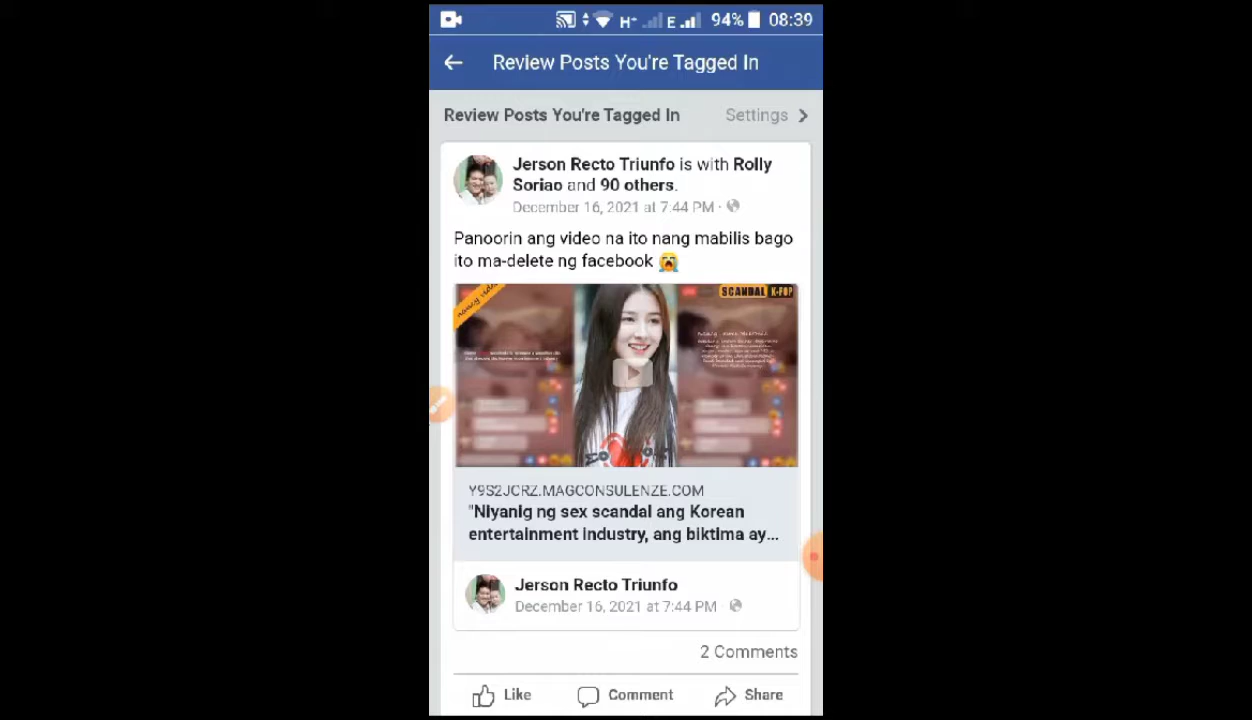 H+ E 94% 08:39
Review Posts You're Tagged In
Review Posts You're Tagged In Settings
Jerson Recto Triunfo is with Rolly
Soriao and 90 others.
December 16, 2021 at 7:44 PM ·
Panoorin ang video na ito nang mabilis bago
ito ma-delete ng facebook 😭
SCANDAL K-POP
Y9S2JCRZ.MAGCONSULENZE.COM
"Niyanig ng sex scandal ang Korean
entertainment industry, ang biktima ay...
Jerson Recto Triunfo
December 16, 2021 at 7:44 PM ·
2 Comments
Like Comment Share